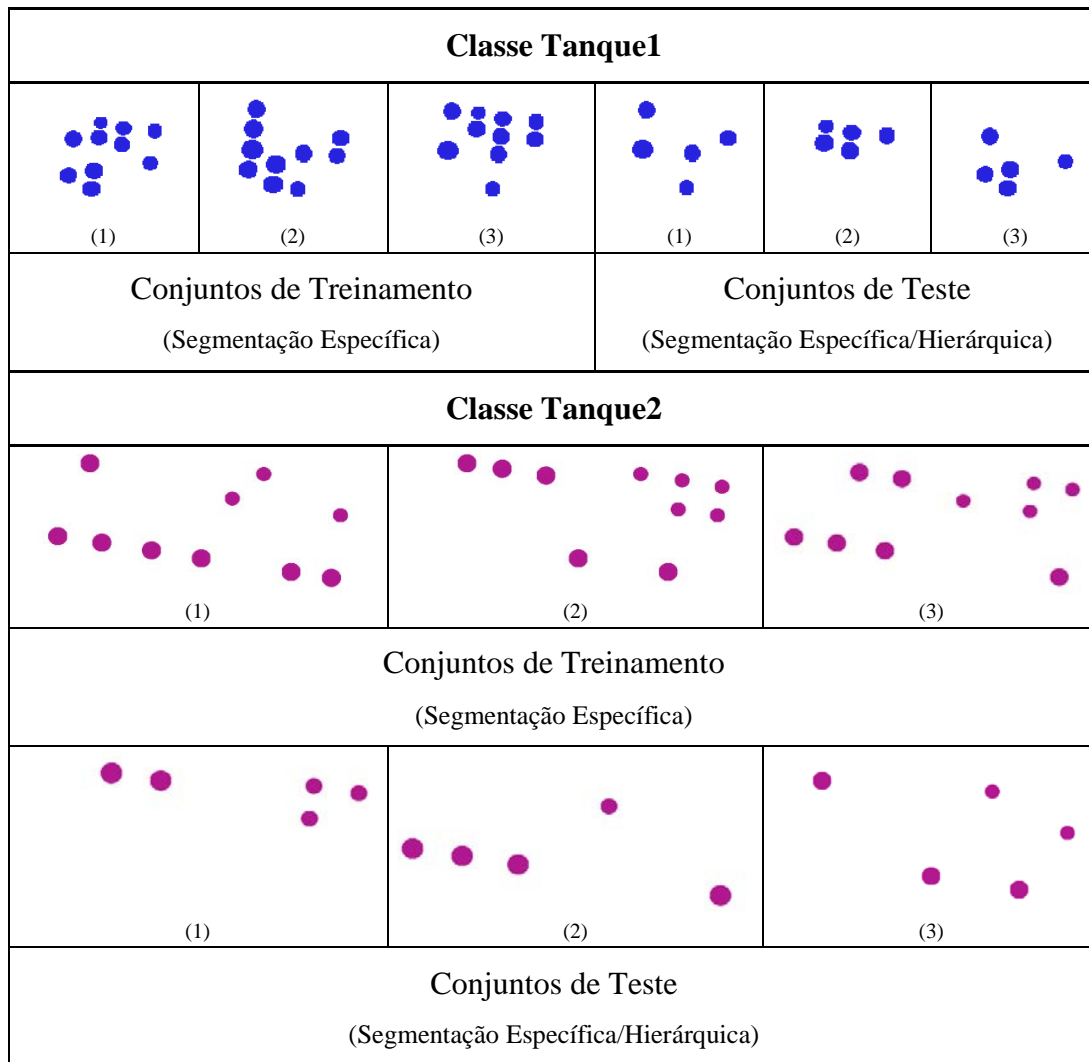 Classe Tanque1
(1)
(2)
(3)
(1)
(2)
(3)
Conjuntos de Treinamento
(Segmentação Específica)
Conjuntos de Teste
(Segmentação Específica/Hierárquica)
Classe Tanque2
(1)
(2)
(3)
Conjuntos de Treinamento
(Segmentação Específica)
(1)
(2)
(3)
Conjuntos de Teste
(Segmentação Específica/Hierárquica)